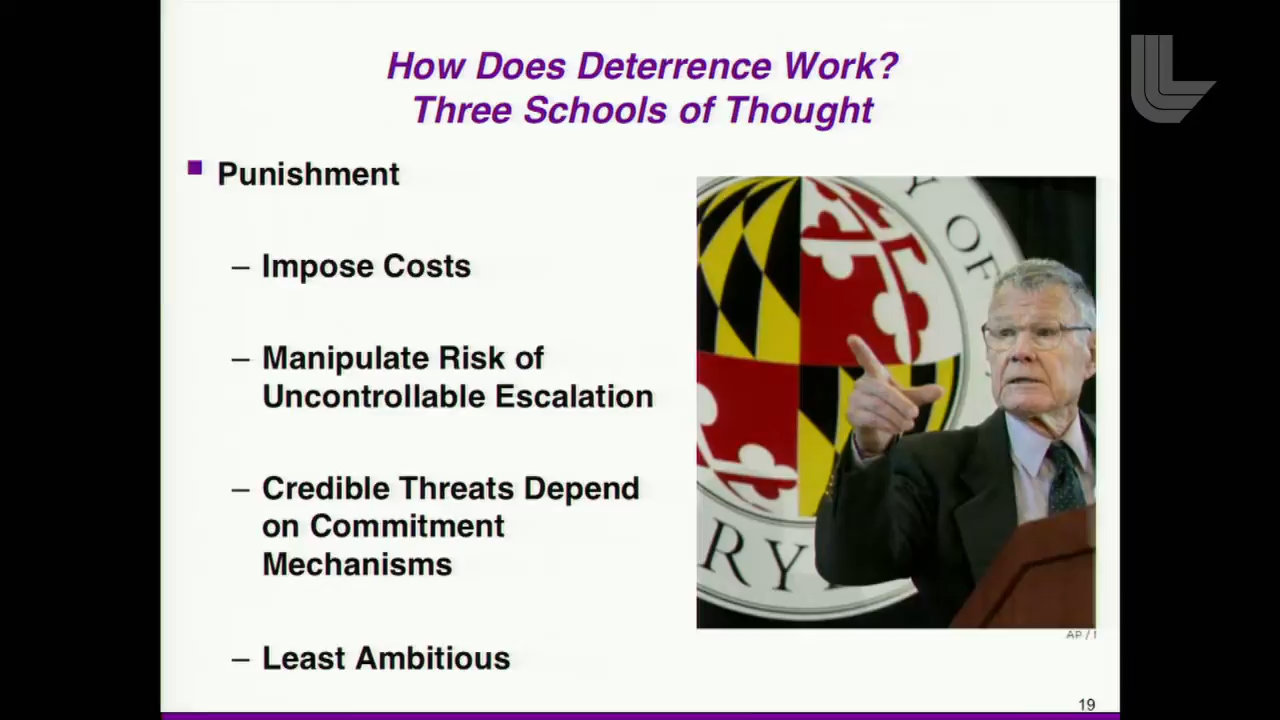 How Does Deterrence Work?
Three Schools of Thought
Punishment
– Impose Costs
– Manipulate Risk of
Uncontrollable Escalation
– Credible Threats Depend
on Commitment
Mechanisms
– Least Ambitious
Y OF
RY
AP /
19